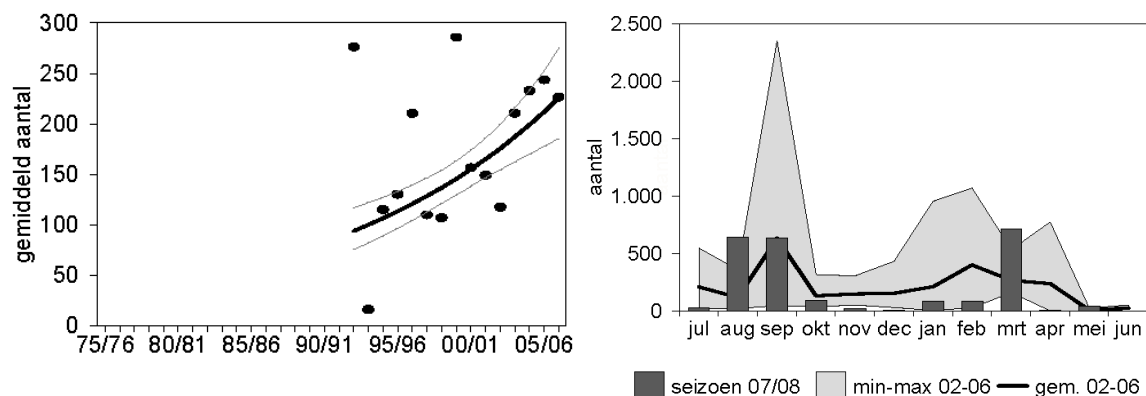 300
250
200
150
100
50
0
gemiddeld aantal
75/76 80/81 85/86 90/91 95/96 00/01 05/06
2.500
2.000
1.500
1.000
500
0
aantal
jul aug sep okt nov dec jan feb mrt apr mei jun
seizoen 07/08 min-max 02-06 gem. 02-06